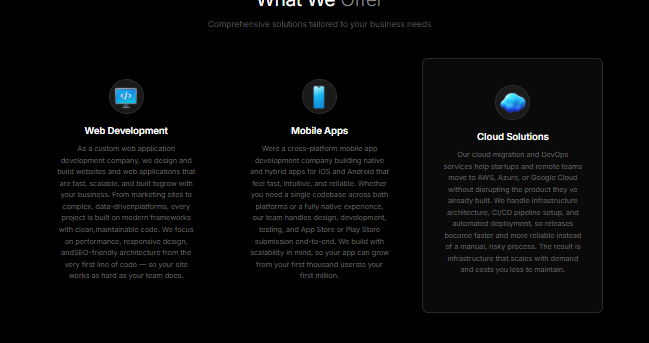 What We Offer
Comprehensive solutions tailored to your business needs
Web Development
As a custom web application
development company, we design and
build websites and web applications that
are fast, scalable, and built togrow with
your business. From marketing sites to
complex, data-drivenplatforms, every
project is built on modern frameworks
with clean,maintainable code. We focus
on performance, responsive design,
andSEO-friendly architecture from the
very first line of code — so your site
works as hard as your team does.
Mobile Apps
Were a cross-platform mobile app
development company building native
and hybrid apps for iOS and Android that
feel fast, intuitive, and reliable. Whether
you need a single codebase across both
platforms or a fully native experience,
our team handles design, development,
testing, and App Store or Play Store
submission end-to-end. We build with
scalability in mind, so your app can grow
from your first thousand usersto your
first million.
Cloud Solutions
Our cloud migration and DevOps
services help startups and remote teams
move to AWS, Azure, or Google Cloud
without disrupting the product they ve
already built. We handle infrastructure
architecture, CI/CD pipeline setup, and
automated deployment, so releases
become faster and more reliable instead
of a manual, risky process. The result is
infrastructure that scales with demand
and costs you less to maintain.